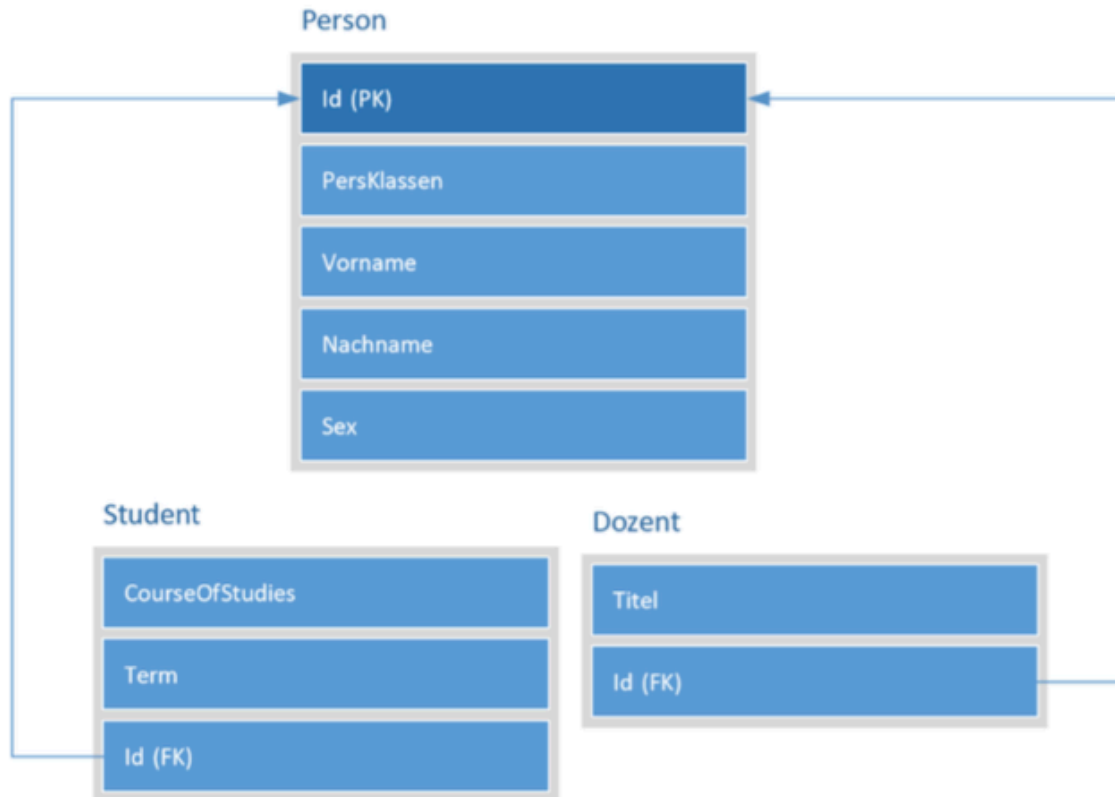 Person
Id (PK)
PersKlassen
Vorname
Nachname
Sex
Student
CourseOfStudies
Term
Id (FK)
Dozent
Titel
Id (FK)